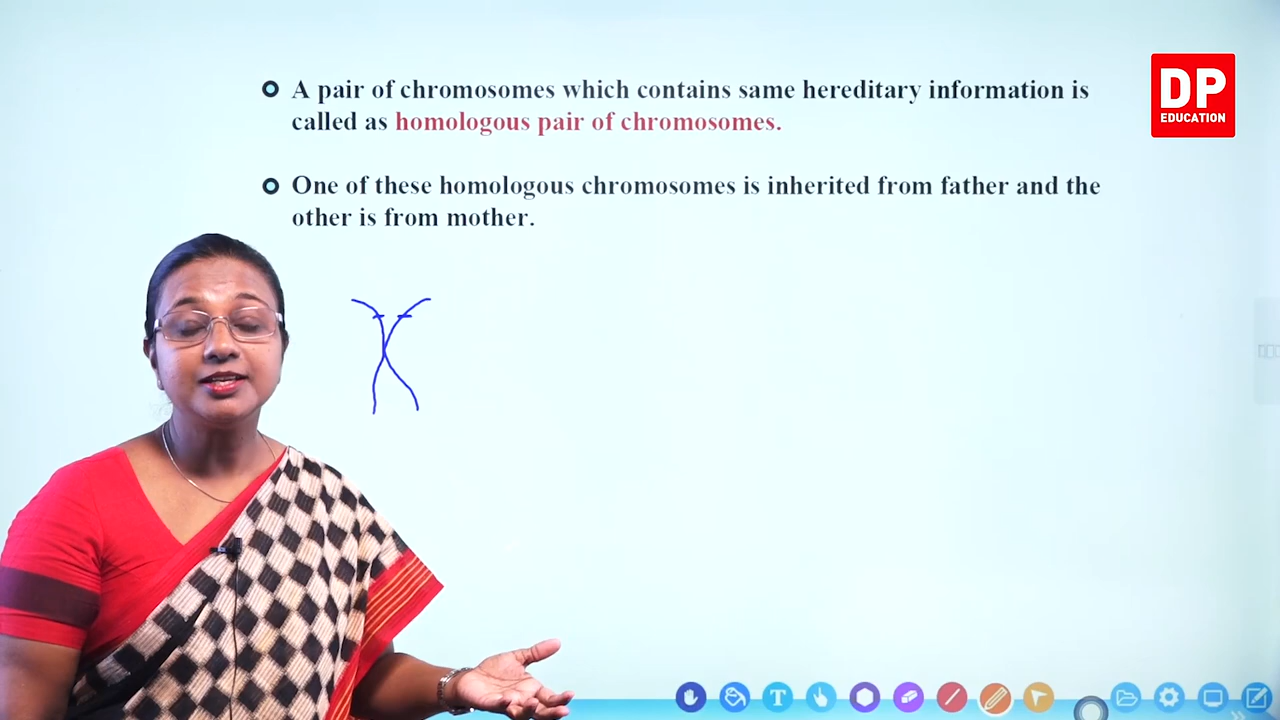 A pair of chromosomes which contains same hereditary information is
called as homologous pair of chromosomes.
One of these homologous chromosomes is inherited from father and the
other is from mother.
DP
EDUCATION
T